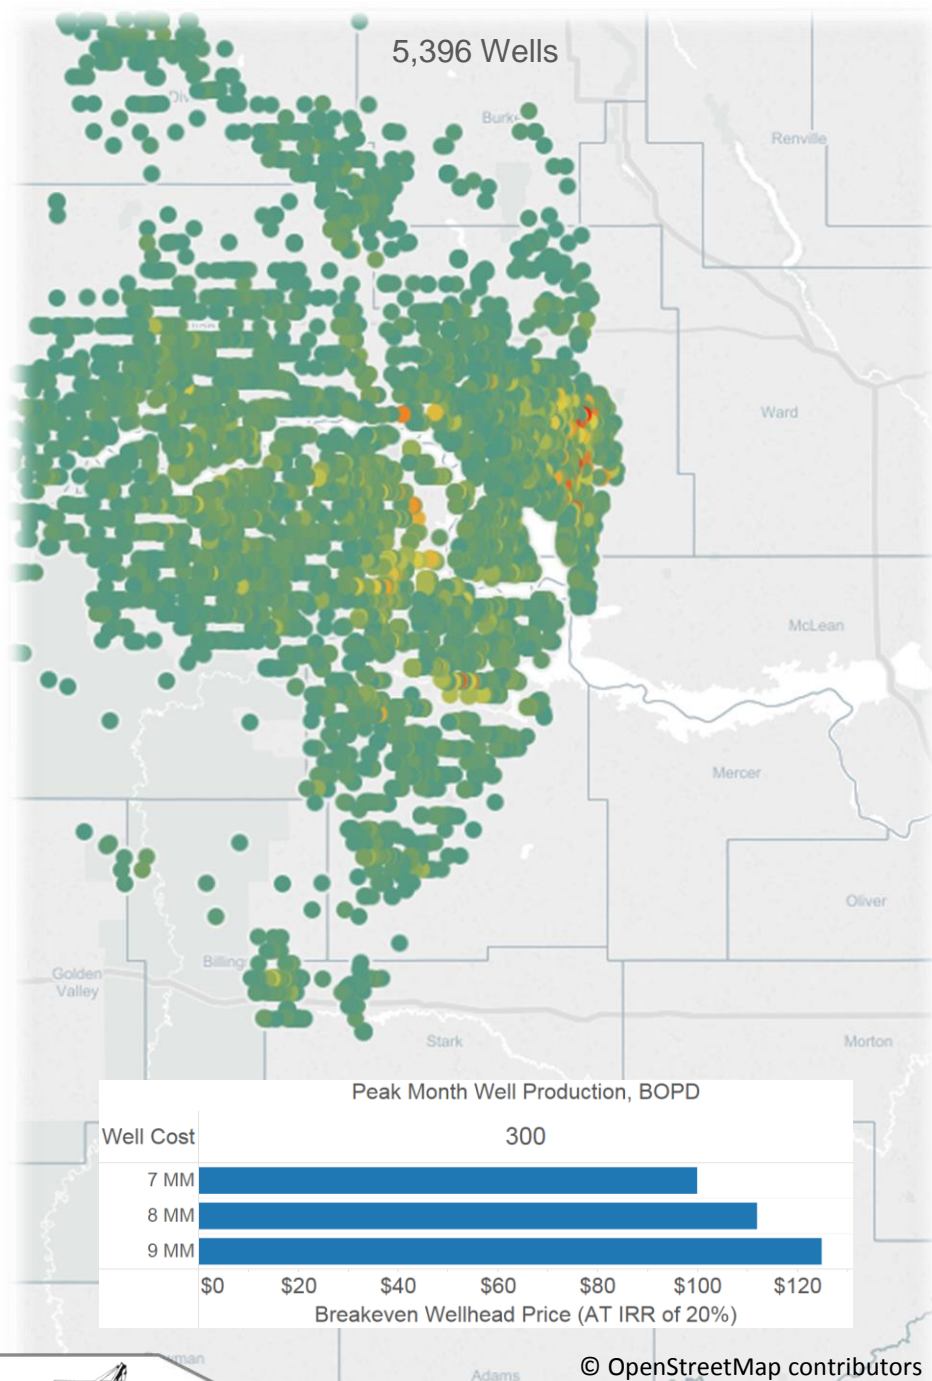 5,396 Wells
Div
Burke
Renville
Ward
McLean
Mercer
Oliver
Golden
Valley
Billings
Stark
Morton
Peak Month Well Production, BOPD
Well Cost
300
7 MM
8 MM
9 MM
$0 $20 $40 $60 $80 $100 $120
Breakeven Wellhead Price (AT IRR of 20%)
wman
Adams
© OpenStreetMap contributors